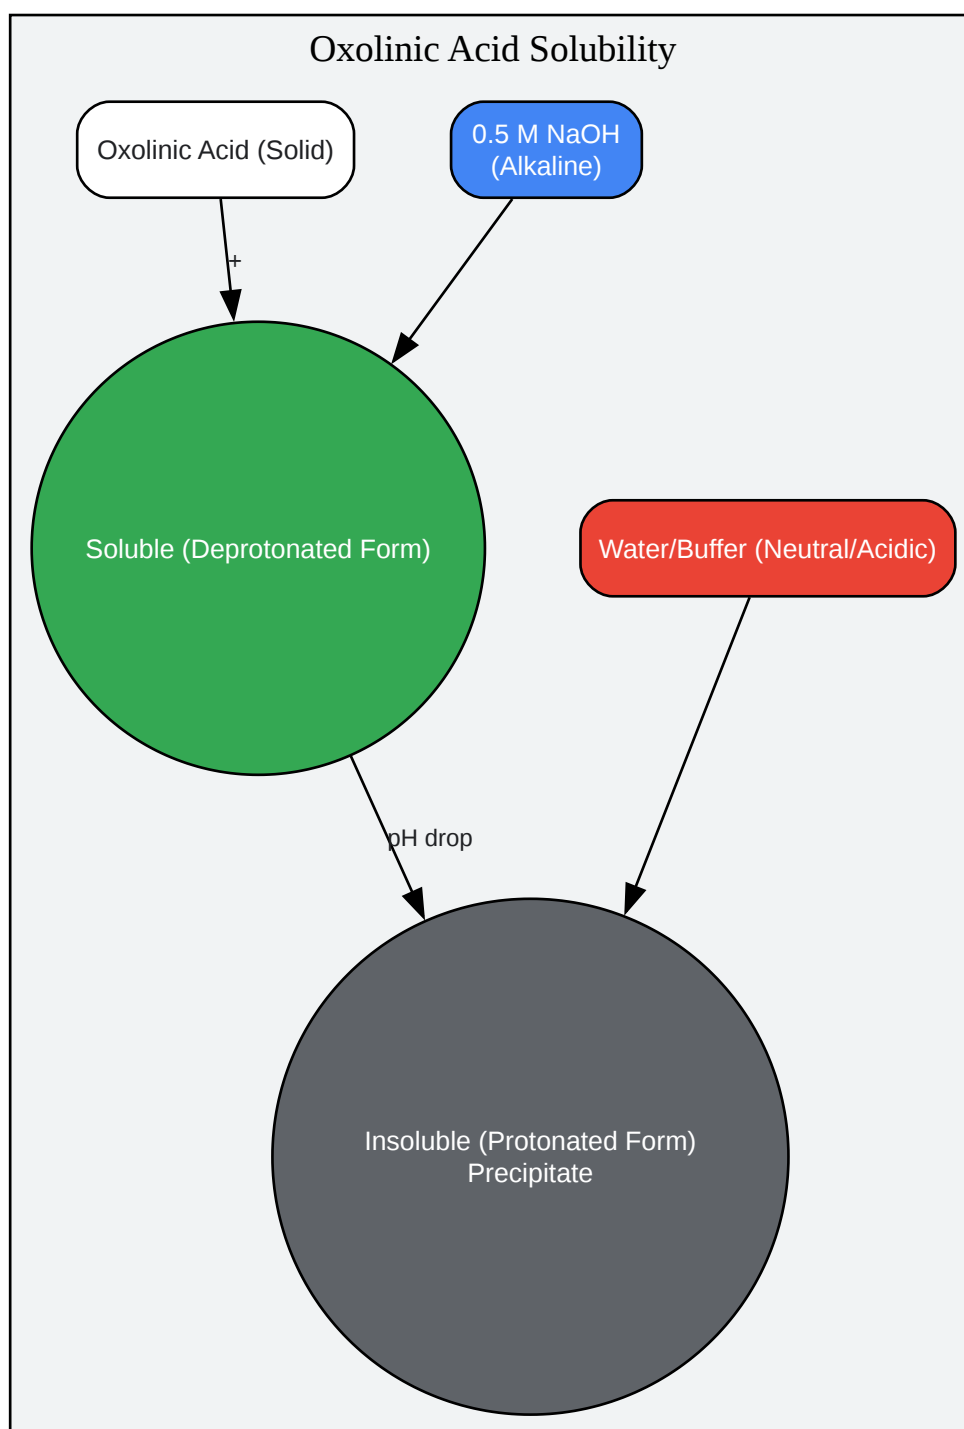 Oxolinic Acid Solubility
Oxolinic Acid (Solid)
0.5 M NaOH
(Alkaline)
+
Soluble (Deprotonated Form)
Water/Buffer (Neutral/Acidic)
pH drop
Insoluble (Protonated Form)
Precipitate